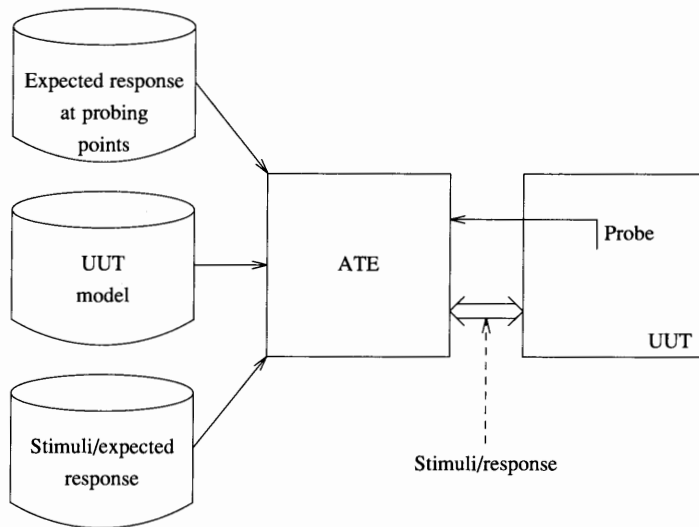 Expected response
at probing
points
UUT
model
Stimuli/expected
response
ATE
Probe
UUT
Stimuli/response